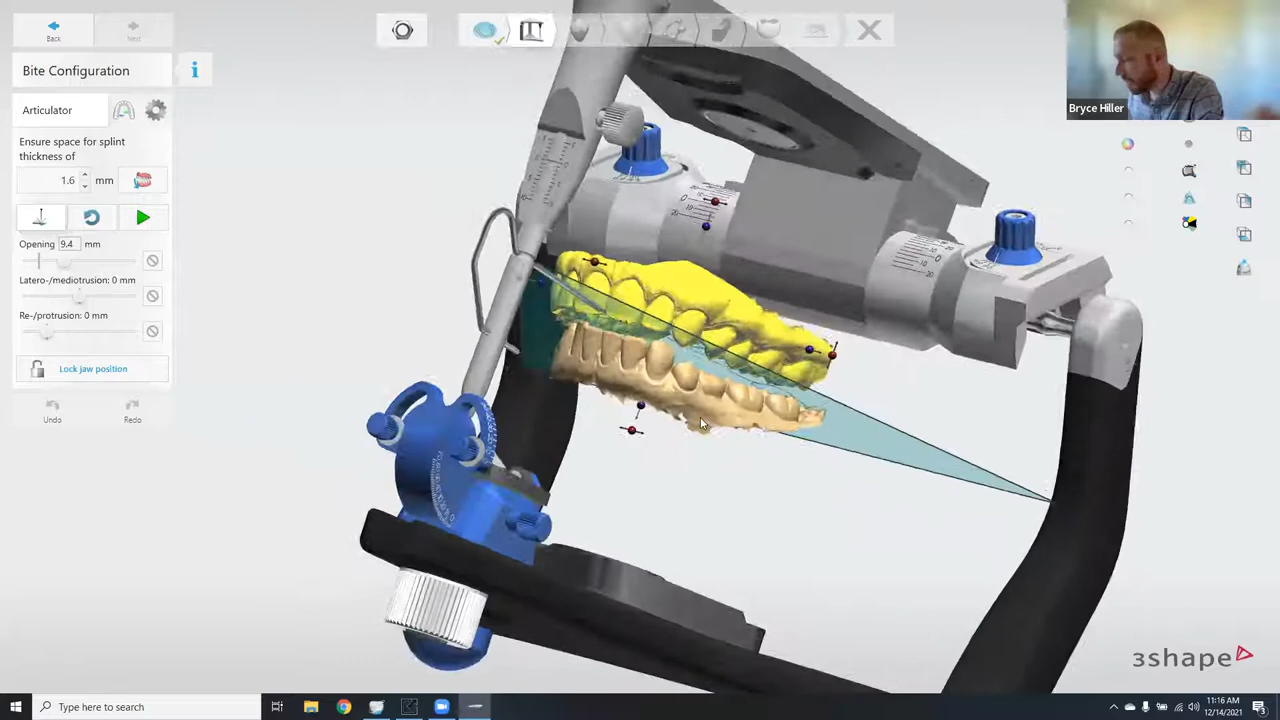 Back
Next
Bite Configuration
Articulator
Ensure space for splint
thickness of
1.6 mm
Opening 9.4 mm
Latero-/mediotrusion: 0 mm
Re-/protrusion: 0 mm
Lock jaw position
Undo
Redo
Bryce Hiller
3shape
Type here to search
11:16 AM
12/14/2021